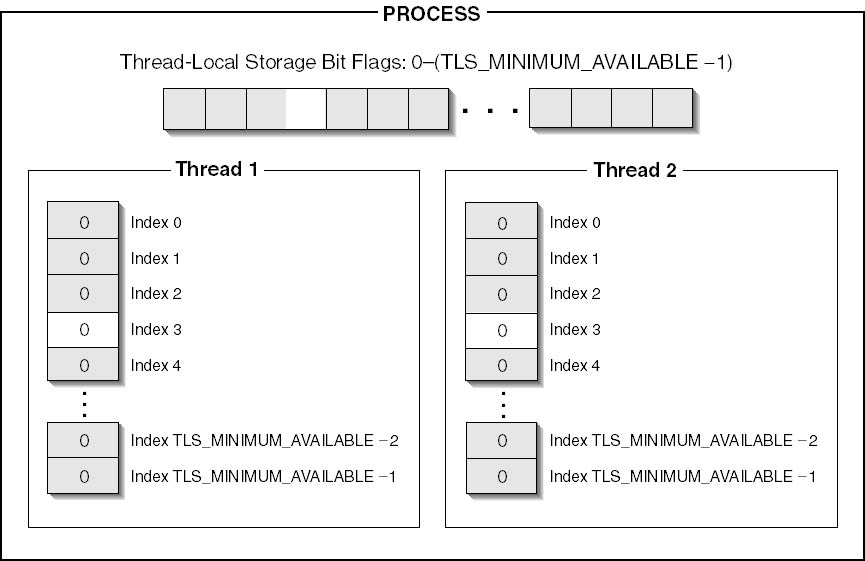 PROCESS
Thread-Local Storage Bit Flags: 0–(TLS_MINIMUM_AVAILABLE –1)
Thread 1
0 Index 0
0 Index 1
0 Index 2
0 Index 3
0 Index 4
0 Index TLS_MINIMUM_AVAILABLE –2
0 Index TLS_MINIMUM_AVAILABLE –1
Thread 2
0 Index 0
0 Index 1
0 Index 2
0 Index 3
0 Index 4
0 Index TLS_MINIMUM_AVAILABLE –2
0 Index TLS_MINIMUM_AVAILABLE –1